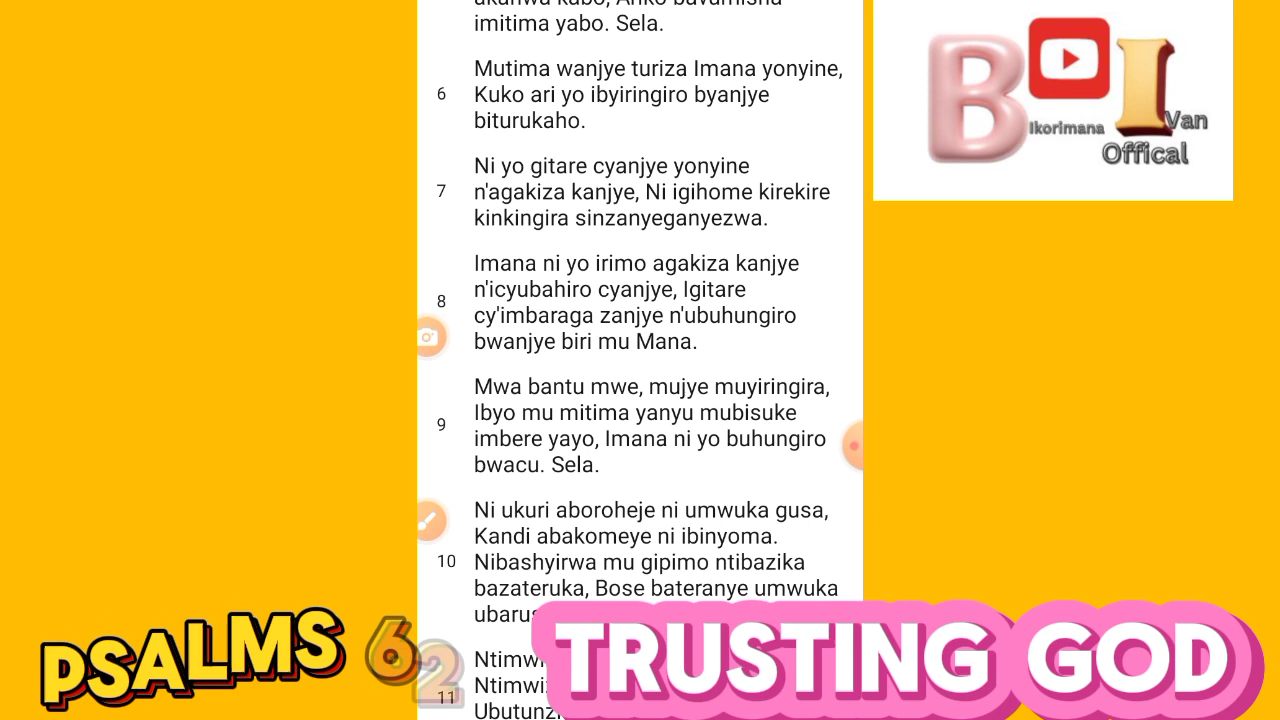 imitima yabo. Sela.
6 Mutima wanjye turiza Imana yonyine,
Kuko ari yo ibyiringiro byanjye
biturukaho.
7 Ni yo gitare cyanjye yonyine
n'agakiza kanjye, Ni igihome kirekire
kinkingira sinzanyeganyezwa.
8 Imana ni yo irimo agakiza kanjye
n'icyubahiro cyanjye, Igitare
cy'imbaraga zanjye n'ubuhungiro
bwanjye biri mu Mana.
9 Mwa bantu mwe, mujye muyiringira,
Ibyo mu mitima yanyu mubisuke
imbere yayo, Imana ni yo buhungiro
bwacu. Sela.
10 Ni ukuri aboroheje ni umwuka gusa,
Kandi abakomeye ni ibinyoma.
Nibashyirwa mu gipimo ntibazika
bazateruka, Bose bateranye umwuka
11
B I
Ikorimana Van
Offical
PSALMS 62
TRUSTING GOD